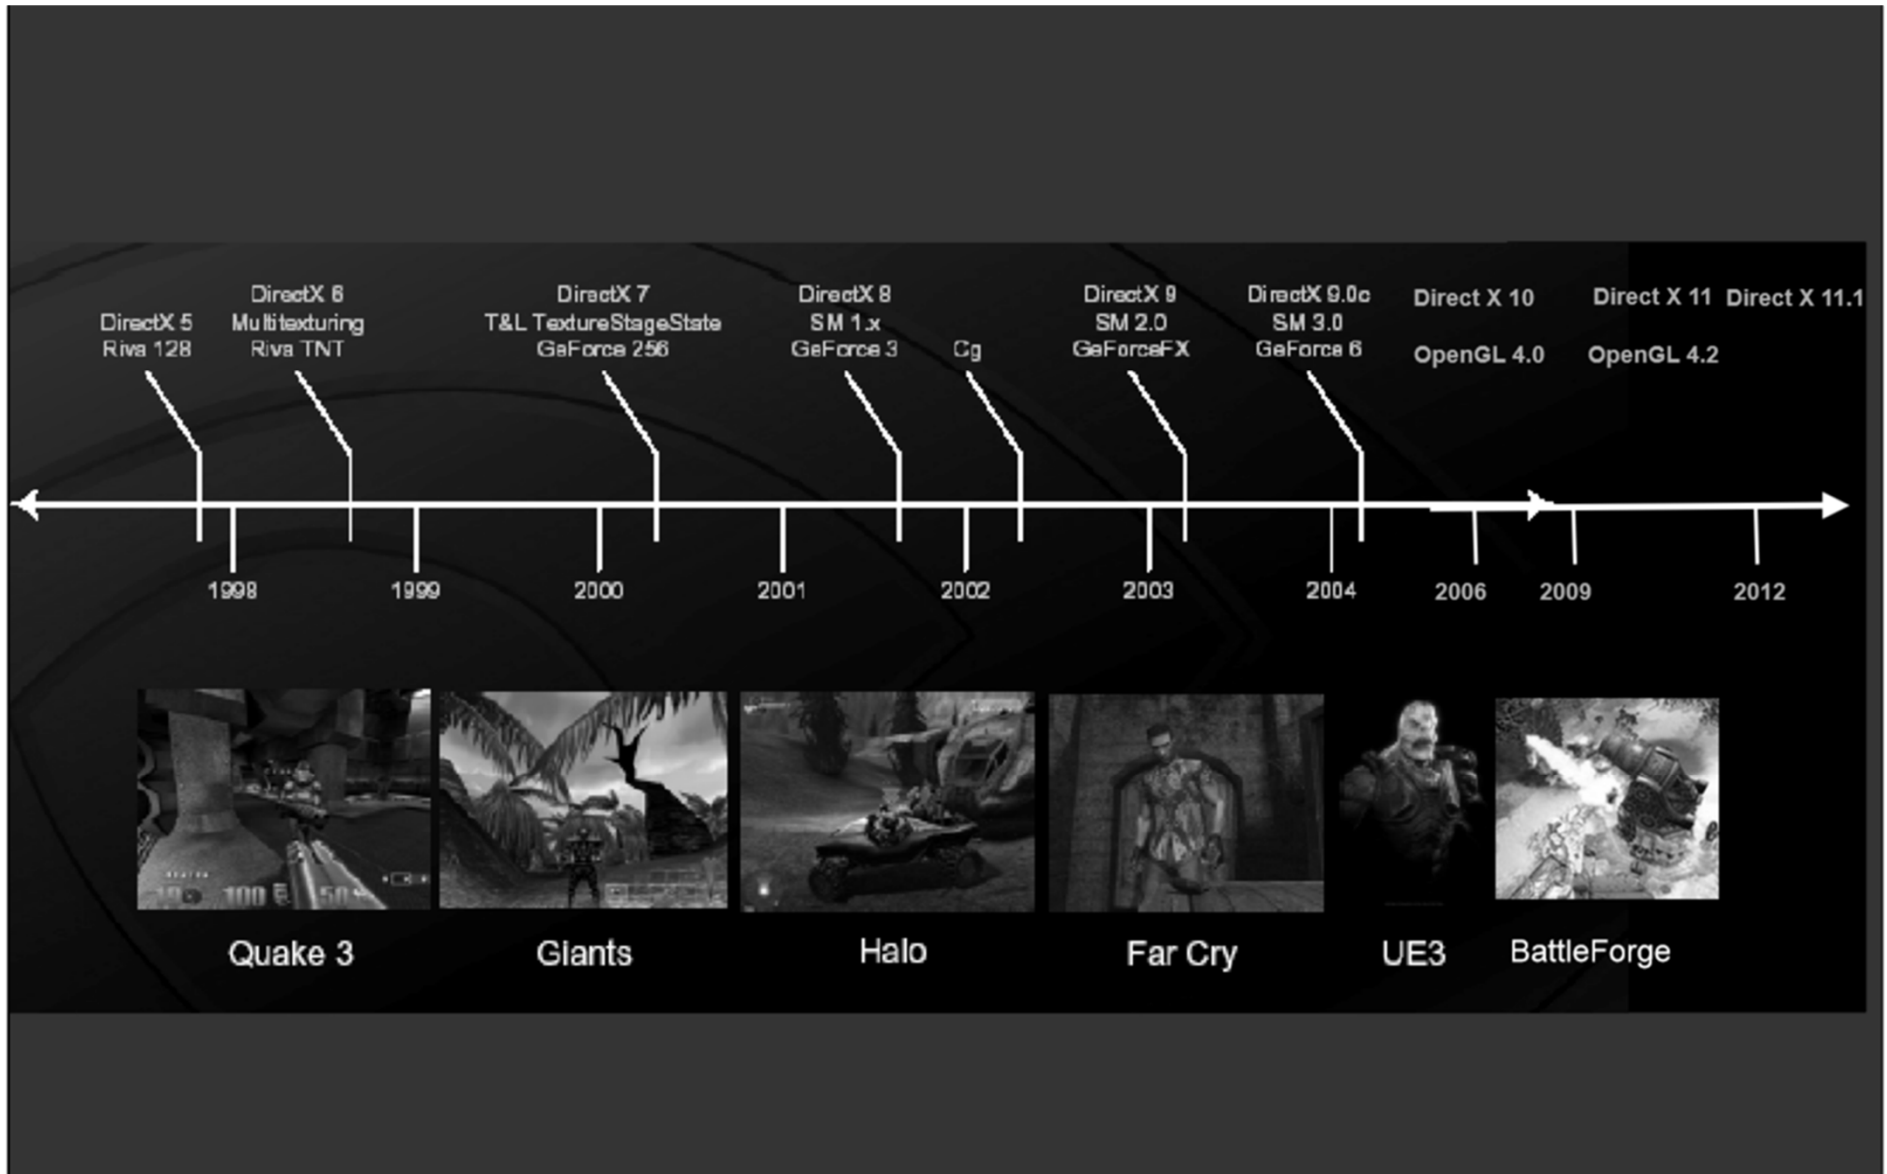 DirectX 5
Riva 128
DirectX 6
Multitexturing
Riva TNT
DirectX 7
T&L TextureStageState
GeForce 256
DirectX 8
SM 1.x
GeForce 3
Cg
DirectX 9
SM 2.0
GeForceFX
DirectX 9.0c
SM 3.0
GeForce 6
Direct X 10
OpenGL 4.0
Direct X 11
OpenGL 4.2
Direct X 11.1
1998
1999
2000
2001
2002
2003
2004
2006
2009
2012
100
50
Quake 3
Giants
Halo
Far Cry
UE3
BattleForge